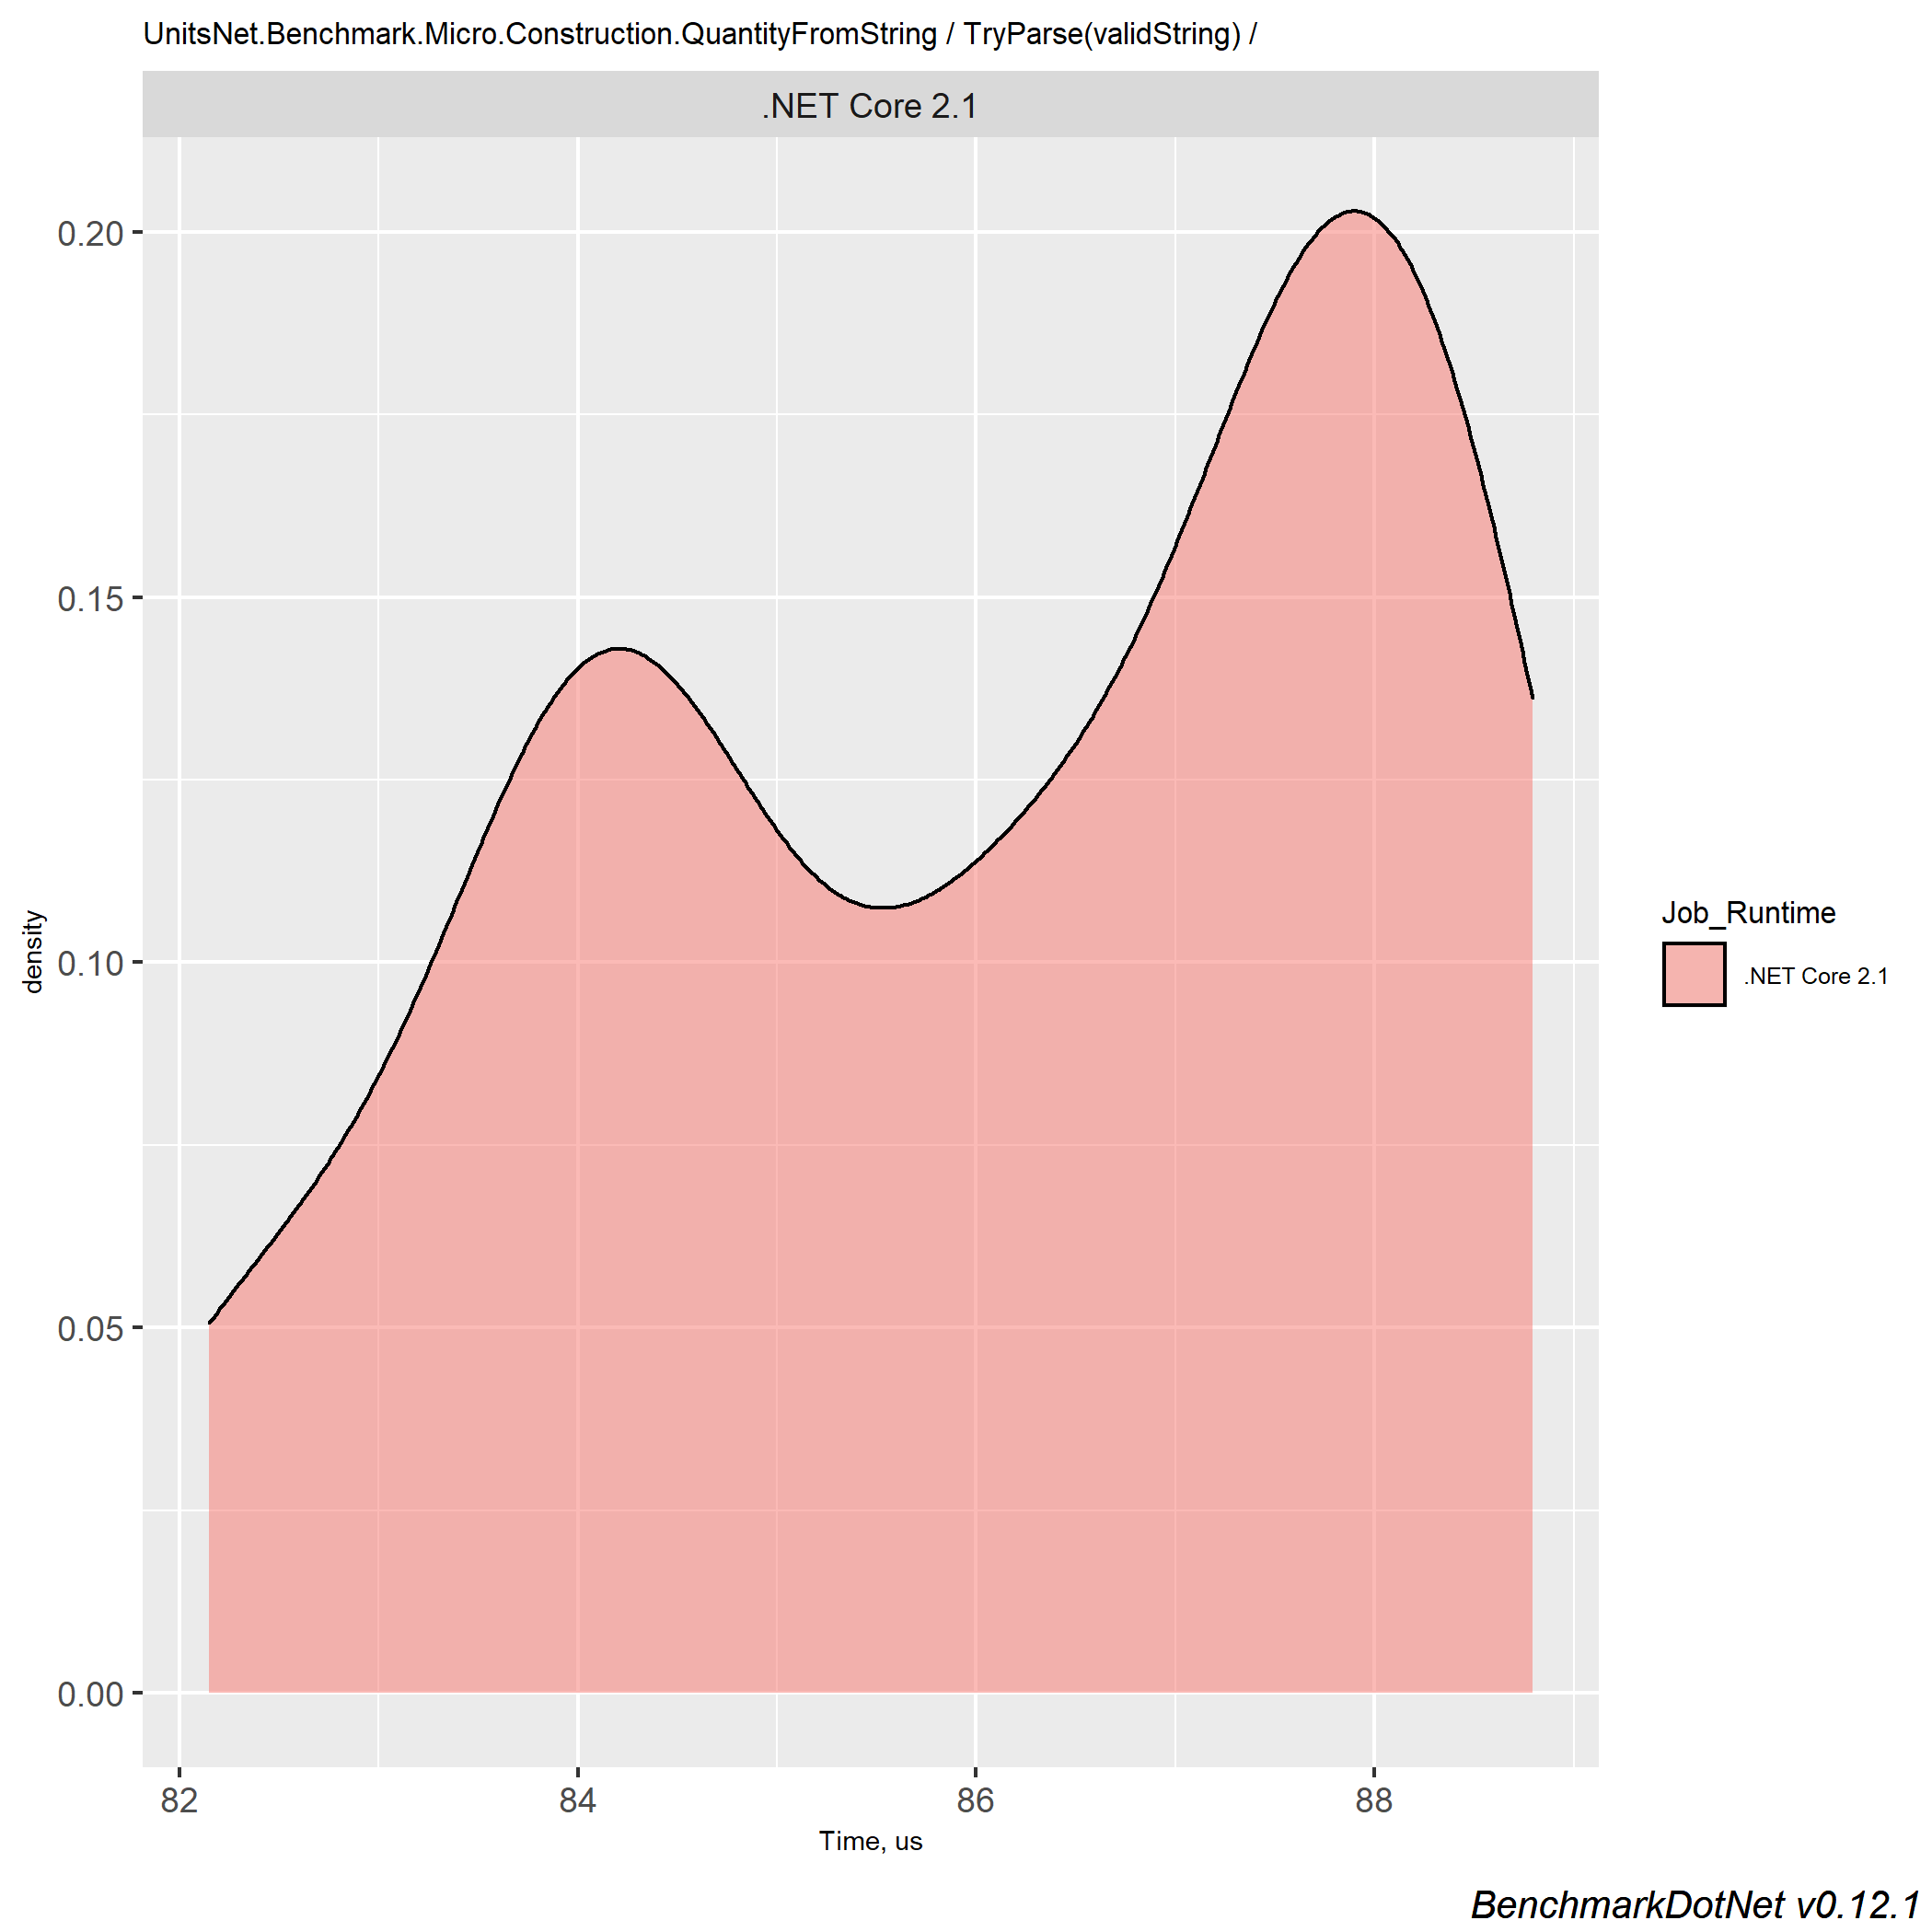 UnitsNet.Benchmark.Micro.Construction.QuantityFromString / TryParse(validString) /
.NET Core 2.1
0.20
0.15
0.10
0.05
0.00
density
82 84 86 88
Time, us
Job_Runtime
.NET Core 2.1
BenchmarkDotNet v0.12.1